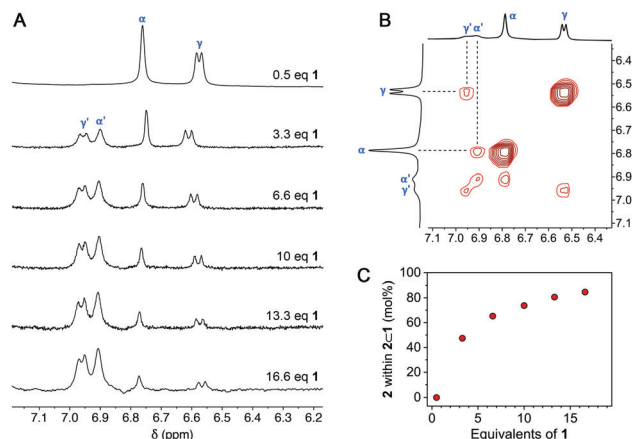 A
α
γ
0.5 eq 1
γ' α'
3.3 eq 1
6.6 eq 1
10 eq 1
13.3 eq 1
16.6 eq 1
7.1 7.0 6.9 6.8 6.7 6.6 6.5 6.4 6.3 6.2
δ (ppm)
B
γ' α' α γ
γ
α
α'
γ'
6.4
6.5
6.6
6.7
6.8
6.9
7.0
7.1
7.1 7.0 6.9 6.8 6.7 6.6 6.5 6.4
C
2 within 2⊂1 (mol%)
100
80
60
40
20
0
0 5 10 15
Equivalents of 1